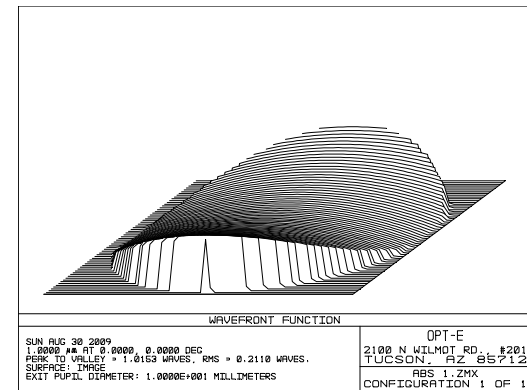 WAVEFRONT FUNCTION
SUN AUG 30 2009
1.0000 µm AT 0.0000, 0.0000 DEG
PEAK TO VALLEY = 1.0153 WAVES, RMS = 0.2110 WAVES.
SURFACE: IMAGE
EXIT PUPIL DIAMETER: 1.0000E+001 MILLIMETERS
OPT-E
2100 N WILMOT RD., #201
TUCSON, AZ 85712
ABS 1.ZMX
CONFIGURATION 1 OF 1